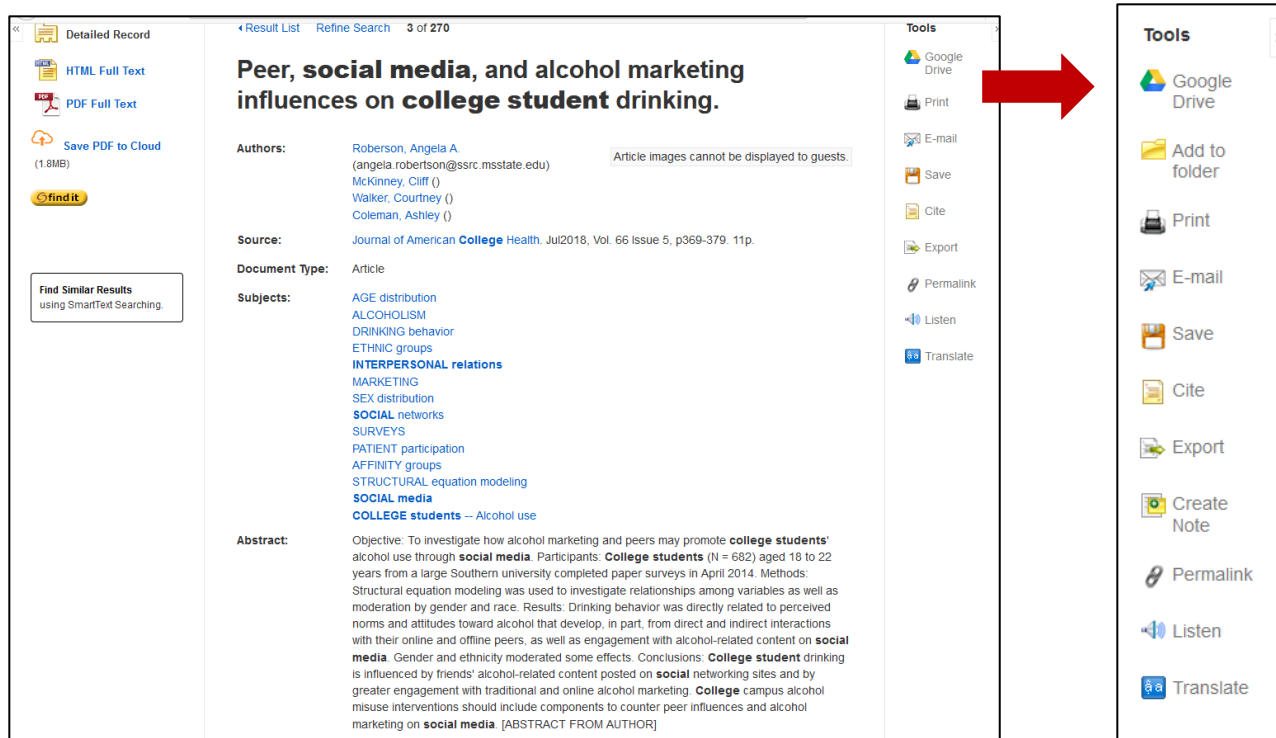 Detailed Record
HTML Full Text
PDF Full Text
Save PDF to Cloud
(1.8MB)
find it
Find Similar Results
using SmartText Searching.
Result List Refine Search 3 of 270
Peer, social media, and alcohol marketing
influences on college student drinking.
Authors:
Roberson, Angela A.
(angela.robertson@ssrc.msstate.edu)
McKinney, Cliff ()
Walker, Courtney ()
Coleman, Ashley ()
Article images cannot be displayed to guests.
Source:
Journal of American College Health. Jul2018, Vol. 66 Issue 5, p369-379. 11p.
Document Type:
Article
Subjects:
AGE distribution
ALCOHOLISM
DRINKING behavior
ETHNIC groups
INTERPERSONAL relations
MARKETING
SEX distribution
SOCIAL networks
SURVEYS
PATIENT participation
AFFINITY groups
STRUCTURAL equation modeling
SOCIAL media
COLLEGE students -- Alcohol use
Abstract:
Objective: To investigate how alcohol marketing and peers may promote college students'
alcohol use through social media. Participants: College students (N = 682) aged 18 to 22
years from a large Southern university completed paper surveys in April 2014. Methods:
Structural equation modeling was used to investigate relationships among variables as well as
moderation by gender and race. Results: Drinking behavior was directly related to perceived
norms and attitudes toward alcohol that develop, in part, from direct and indirect interactions
with their online and offline peers, as well as engagement with alcohol-related content on social
media. Gender and ethnicity moderated some effects. Conclusions: College student drinking
is influenced by friends' alcohol-related content posted on social networking sites and by
greater engagement with traditional and online alcohol marketing. College campus alcohol
misuse interventions should include components to counter peer influences and alcohol
marketing on social media. [ABSTRACT FROM AUTHOR]
Tools
Google
Drive
Print
E-mail
Save
Cite
Export
Permalink
Listen
Translate
Tools
Google
Drive
Add to
folder
Print
E-mail
Save
Cite
Export
Create
Note
Permalink
Listen
Translate